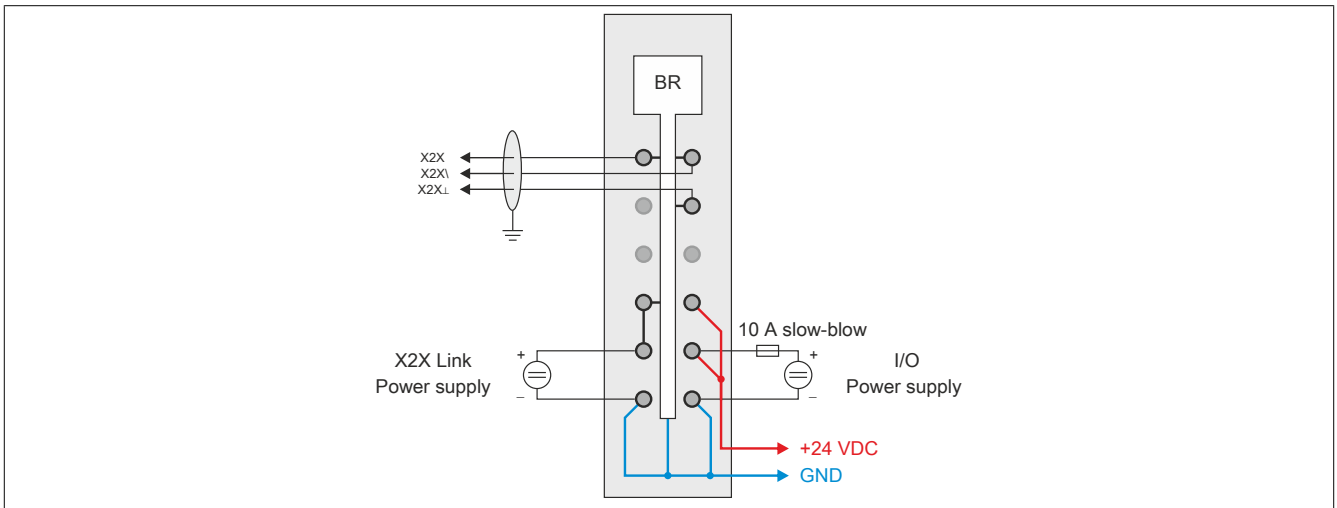 BR
X2X
X2X\
X2X⊥
10 A slow-blow
X2X Link
Power supply
+
–
+
–
I/O
Power supply
+24 VDC
GND